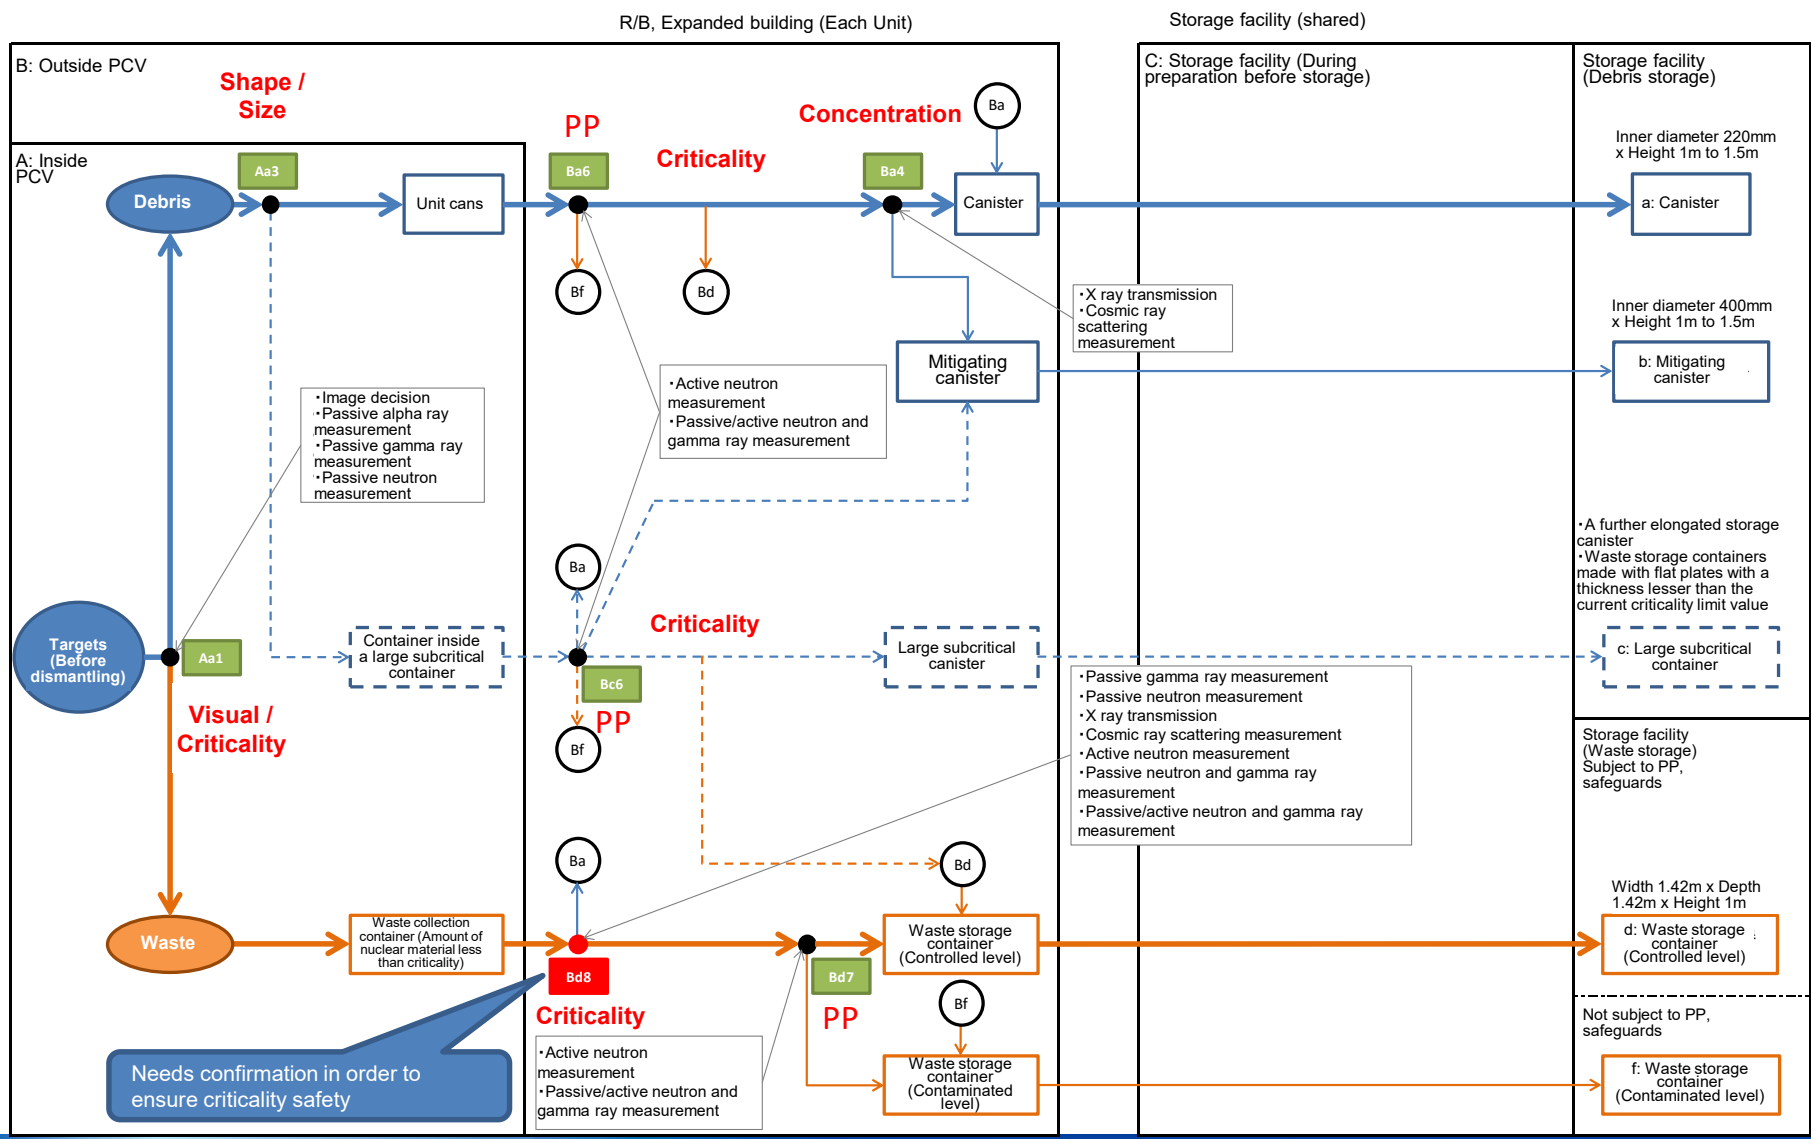 R/B, Expanded building (Each Unit)
Storage facility (shared)
B: Outside PCV
Shape /
Size
A: Inside
PCV
Debris
Aa3
Unit cans
PP
Ba6
Criticality
Concentration
Ba4
Ba
Canister
Bf
Bd
C: Storage facility (During
preparation before storage)
Storage facility
(Debris storage)
Inner diameter 220mm
x Height 1m to 1.5m
a: Canister
・X ray transmission
・Cosmic ray
scattering
measurement
Inner diameter 400mm
x Height 1m to 1.5m
Mitigating
canister
b: Mitigating
canister
・Image decision
・Passive alpha ray
measurement
・Passive gamma ray
measurement
・Passive neutron
measurement
・Active neutron
measurement
・Passive/active neutron and
gamma ray measurement
・A further elongated storage
canister
・Waste storage containers
made with flat plates with a
thickness lesser than the
current criticality limit value
Targets
(Before
dismantling)
Aa1
Container inside
a large subcritical
container
Ba
Bc6
PP
Bf
Criticality
Large subcritical
canister
c: Large subcritical
container
Visual /
Criticality
・Passive gamma ray measurement
・Passive neutron measurement
・X ray transmission
・Cosmic ray scattering measurement
・Active neutron measurement
・Passive neutron and gamma ray
measurement
・Passive/active neutron and gamma ray
measurement
Storage facility
(Waste storage)
Subject to PP,
safeguards
Ba
Bd
Width 1.42m x Depth
1.42m x Height 1m
Waste
Waste collection
container (Amount of
nuclear material less
than criticality)
Bd8
Criticality
Bd7
PP
Waste storage
container
(Controlled level)
d: Waste storage
container
(Controlled level)
Bf
Not subject to PP,
safeguards
Needs confirmation in order to
ensure criticality safety
・Active neutron
measurement
・Passive/active neutron and
gamma ray measurement
Waste storage
container
(Contaminated
level)
f: Waste storage
container
(Contaminated level)